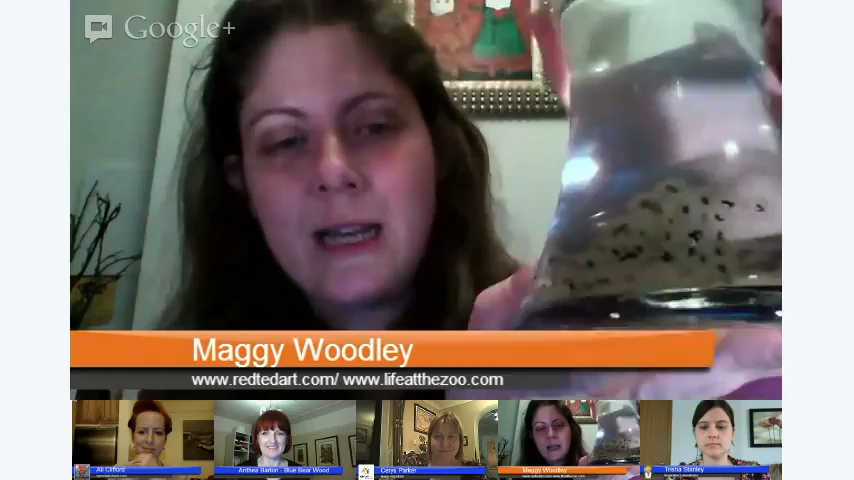 Google+
Maggy Woodley
www.redtedart.com/ www.lifeatthezoo.com
Ali Clifford
Anthea Barton - Blue Bear Wood
Cerys Parker
Maggy Woodley
Trisha Stanley